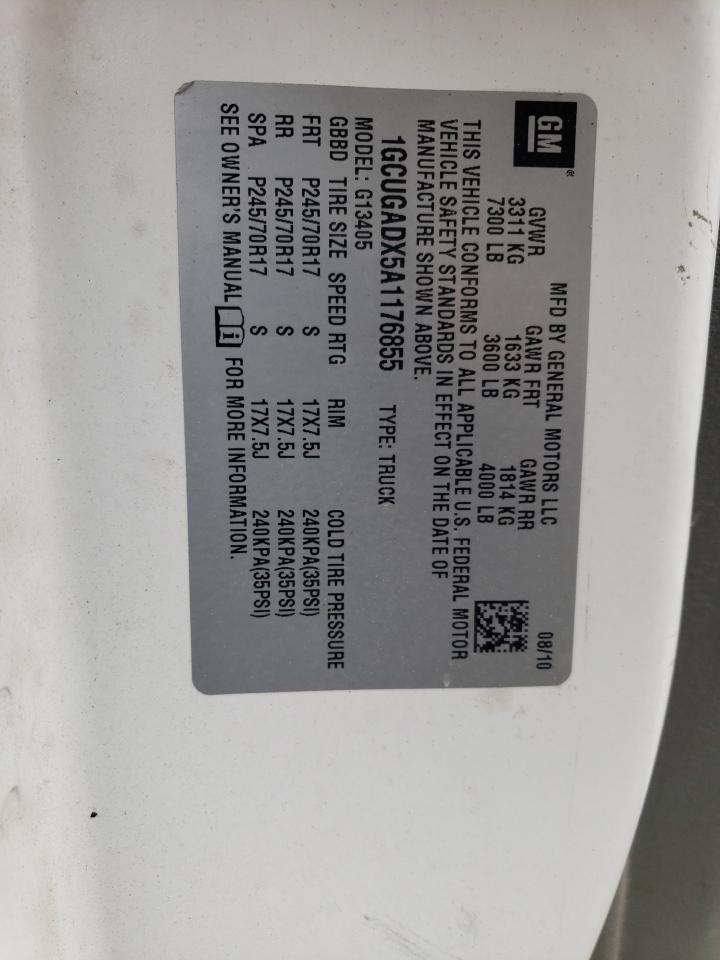 GM ®
MFD BY GENERAL MOTORS LLC 08/10
GVWR GAWR FRT GAWR RR
3311 KG 1633 KG 1814 KG
7300 LB 3600 LB 4000 LB
THIS VEHICLE CONFORMS TO ALL APPLICABLE U.S. FEDERAL MOTOR
VEHICLE SAFETY STANDARDS IN EFFECT ON THE DATE OF
MANUFACTURE SHOWN ABOVE.
1GCUGADX5A1176855 TYPE: TRUCK
MODEL: G13405
GBBD TIRE SIZE SPEED RTG RIM COLD TIRE PRESSURE
FRT P245/70R17 S 17X7.5J 240KPA(35PSI)
RR P245/70R17 S 17X7.5J 240KPA(35PSI)
SPA P245/70R17 S 17X7.5J 240KPA(35PSI)
SEE OWNER'S MANUAL FOR MORE INFORMATION.